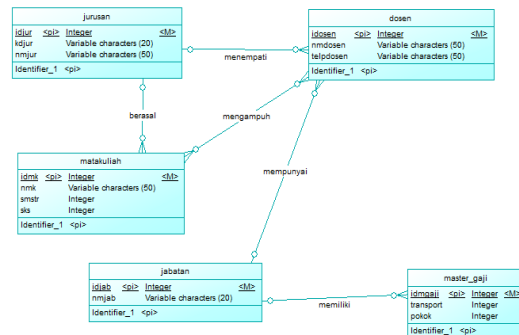 jurusan
idjur <pi> Integer <M>
kdjur Variable characters (20)
nmjur Variable characters (50)
Identifier_1 <pi>
dosen
idosen <pi> Integer <M>
nmdosen Variable characters (50)
telpdosen Variable characters (50)
Identifier_1 <pi>
menempati
berasal
mengampuh
mempunyai
matakuliah
idmk <pi> Integer <M>
nmk Variable characters (50)
smstr Integer
sks Integer
Identifier_1 <pi>
jabatan
idjab <pi> Integer <M>
nmjab Variable characters (20)
Identifier_1 <pi>
memiliki
master_gaji
idmgaji <pi> Integer <M>
transport Integer
pokok Integer
Identifier_1 <pi>